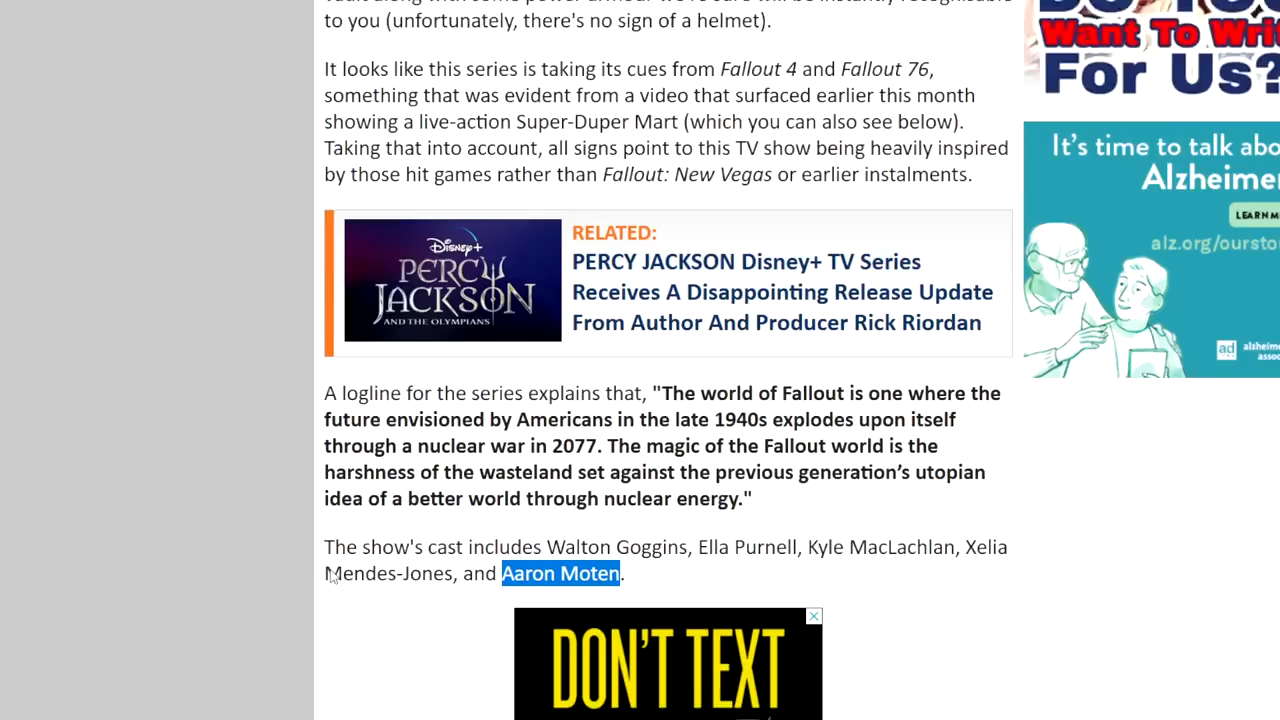 to you (unfortunately, there's no sign of a helmet).
It looks like this series is taking its cues from Fallout 4 and Fallout 76,
something that was evident from a video that surfaced earlier this month
showing a live-action Super-Duper Mart (which you can also see below).
Taking that into account, all signs point to this TV show being heavily inspired
by those hit games rather than Fallout: New Vegas or earlier instalments.
Disney+
PERCY
JACKSON
AND THE OLYMPIANS
RELATED:
PERCY JACKSON Disney+ TV Series
Receives A Disappointing Release Update
From Author And Producer Rick Riordan
A logline for the series explains that, "The world of Fallout is one where the
future envisioned by Americans in the late 1940s explodes upon itself
through a nuclear war in 2077. The magic of the Fallout world is the
harshness of the wasteland set against the previous generation’s utopian
idea of a better world through nuclear energy."
The show's cast includes Walton Goggins, Ella Purnell, Kyle MacLachlan, Xelia
Mendes-Jones, and Aaron Moten.
DON'T TEXT
Want To Wri
For Us?
It's time to talk abo
Alzheimer
LEARN M
alz.org/ourstor
ad
alzheime
asso